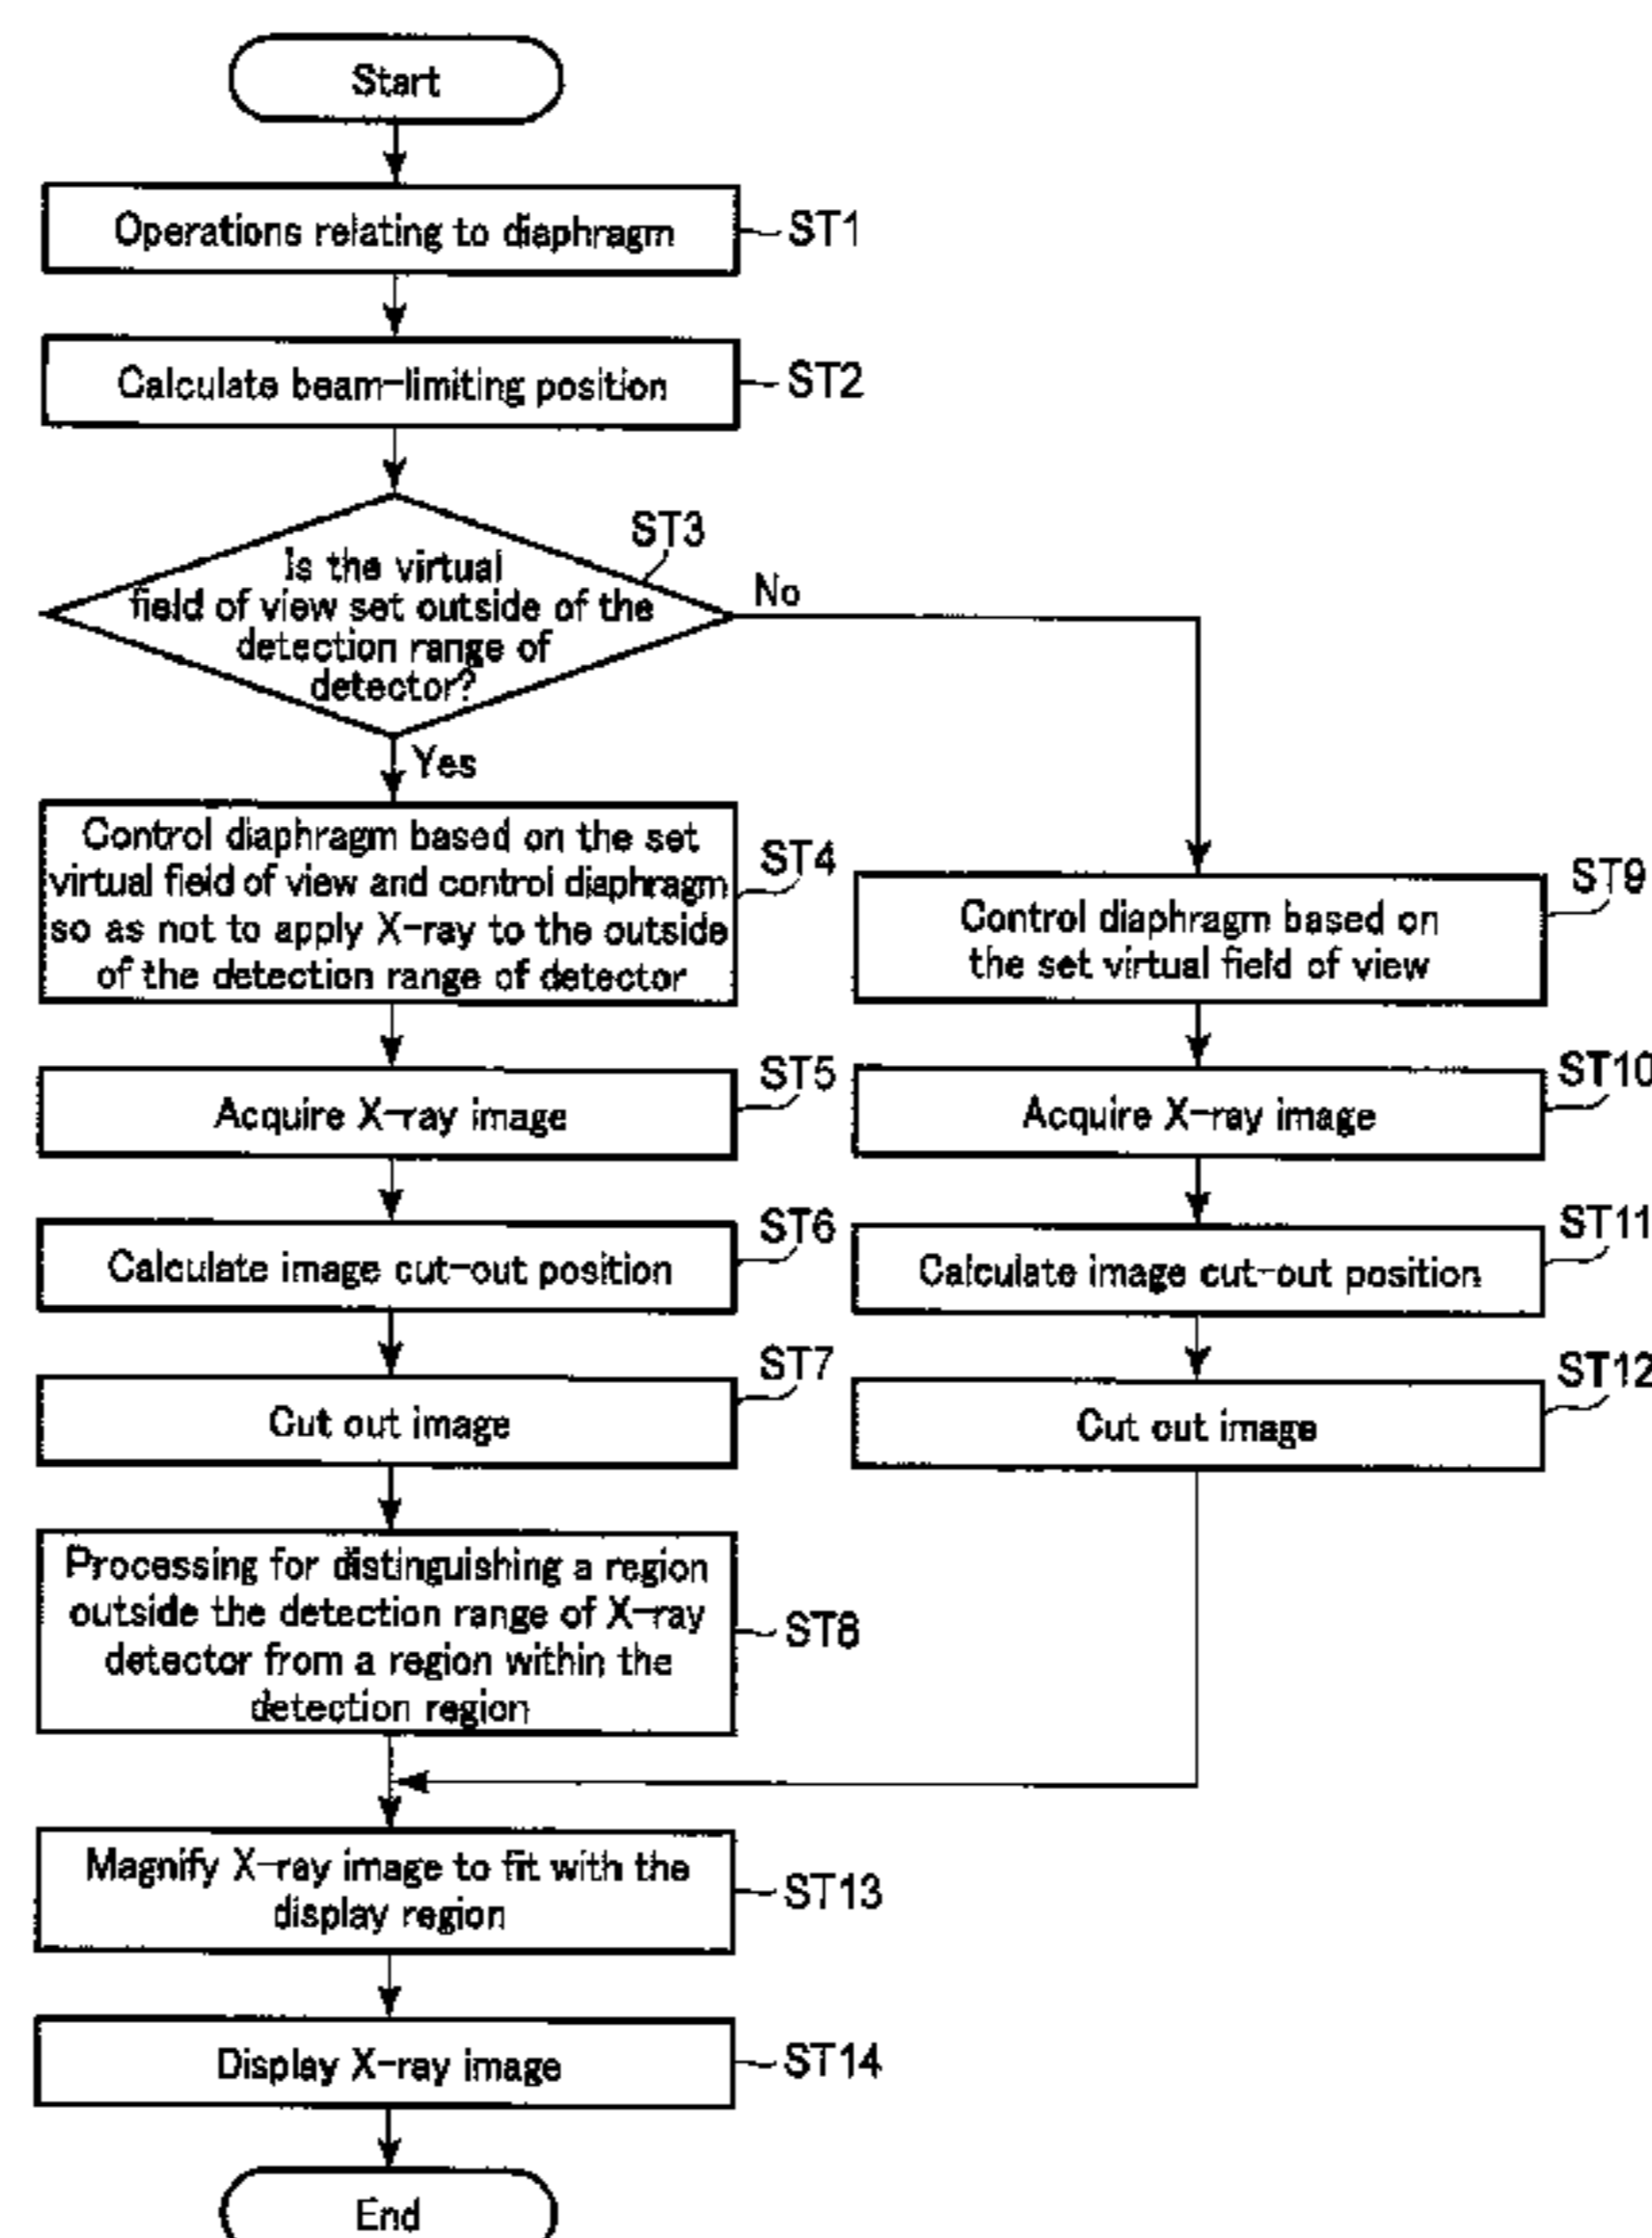 Start
Operations relating to diaphragm
ST1
Calculate beam-limiting position
ST2
ST3
Is the virtual
field of view set outside of the
detection range of
detector?
No
Yes
Control diaphragm based on the set
virtual field of view and control diaphragm
so as not to apply X-ray to the outside
of the detection range of detector
ST4
Control diaphragm based on
the set virtual field of view
ST9
Acquire X-ray image
ST5
Acquire X-ray image
ST10
Calculate image cut-out position
ST6
Calculate image cut-out position
ST11
Cut out image
ST7
Cut out image
ST12
Processing for distinguishing a region
outside the detection range of X-ray
detector from a region within the
detection region
ST8
Magnify X-ray image to fit with the
display region
ST13
Display X-ray image
ST14
End